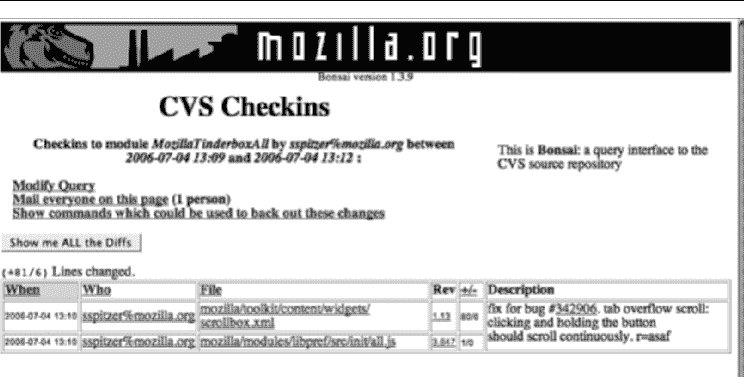 mozilla.org
Bonsai version 1.3.9
CVS Checkins
Checkins to module MozillaTinderboxAll by sspitzer%mozilla.org between
2006-07-04 13:09 and 2006-07-04 13:12 :
This is Bonsai: a query interface to the
CVS source repository
Modify Query
Mail everyone on this page (1 person)
Show commands which could be used to back out these changes
Show me ALL the Diffs
(+81/6) Lines changed.
When Who File Rev +/- Description
2006-07-04 13:10 sspitzer%mozilla.org mozilla/toolkit/content/widgets/
scrollbox.xml 1.13 80/6 fix for bug #342906. tab overflow scroll:
clicking and holding the button
should scroll continuously. r=asaf
2006-07-04 13:10 sspitzer%mozilla.org mozilla/modules/libpref/src/init/all.js 1/0